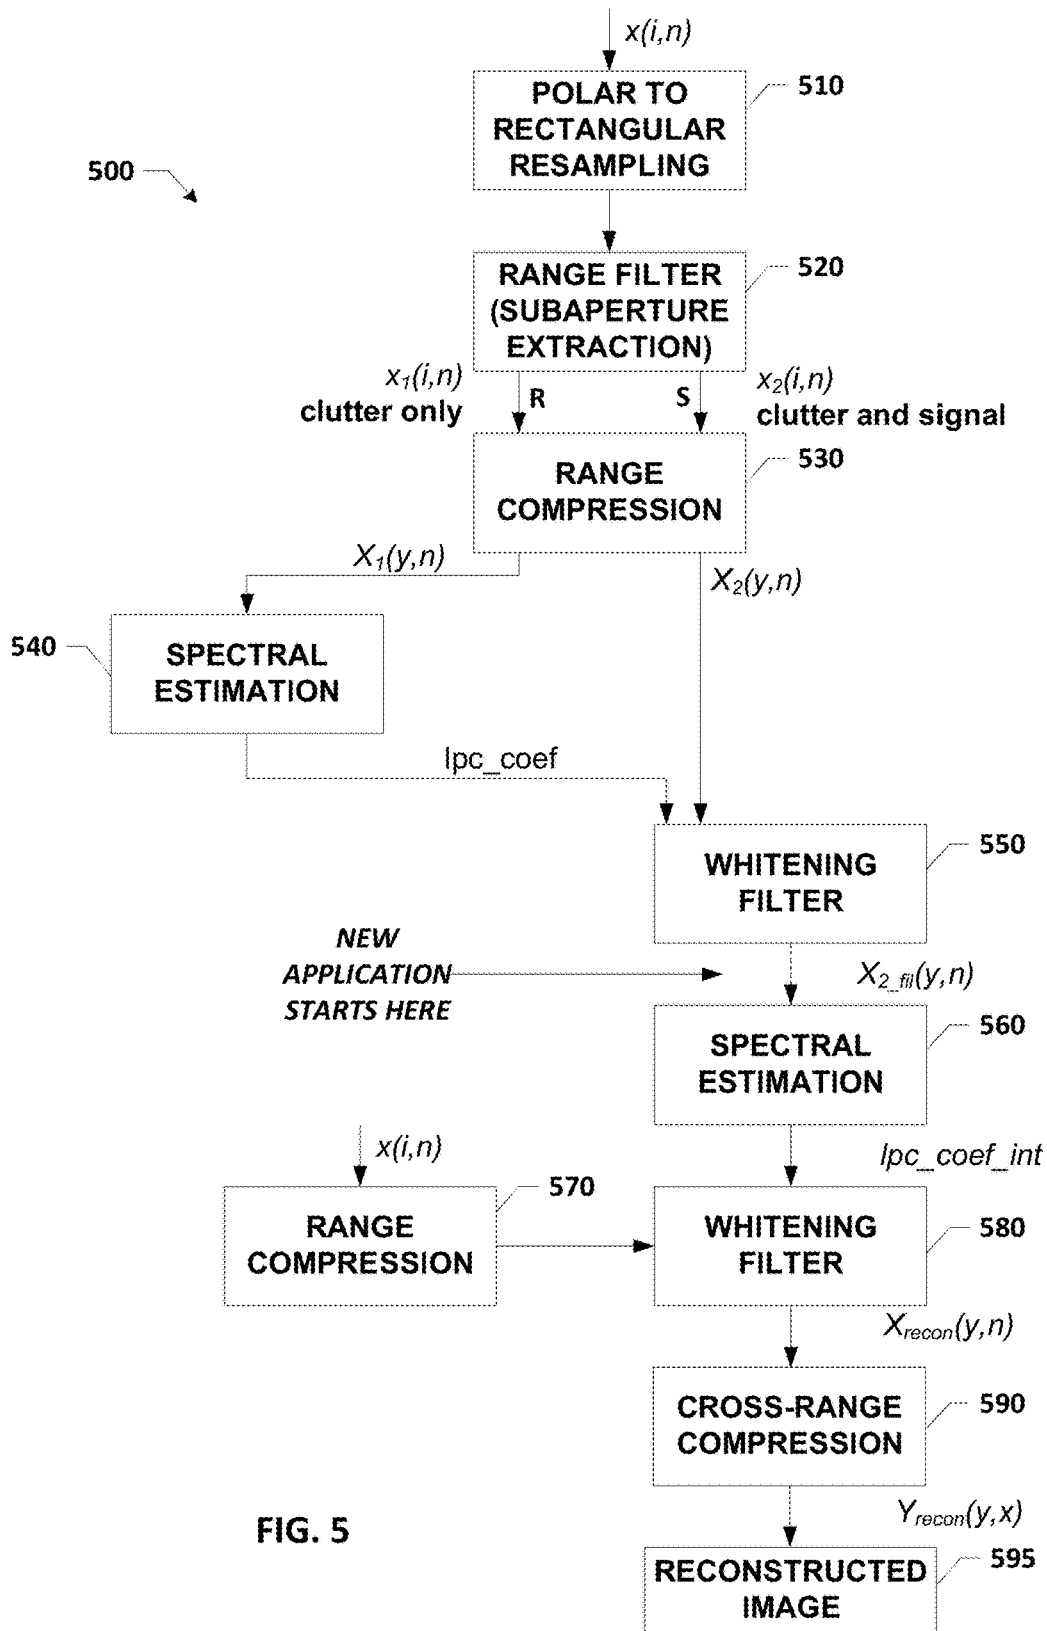 x(i,n)
510
POLAR TO
RECTANGULAR
RESAMPLING
500
520
RANGE FILTER
(SUBAPERTURE
EXTRACTION)
x1(i,n)
clutter only
R
S
x2(i,n)
clutter and signal
530
RANGE
COMPRESSION
X1(y,n)
X2(y,n)
540
SPECTRAL
ESTIMATION
lpc_coef
550
WHITENING
FILTER
NEW
APPLICATION
STARTS HERE
X2_fil(y,n)
560
SPECTRAL
ESTIMATION
x(i,n)
lpc_coef_int
570
RANGE
COMPRESSION
580
WHITENING
FILTER
Xrecon(y,n)
590
CROSS-RANGE
COMPRESSION
FIG. 5
Yrecon(y,x)
595
RECONSTRUCTED
IMAGE